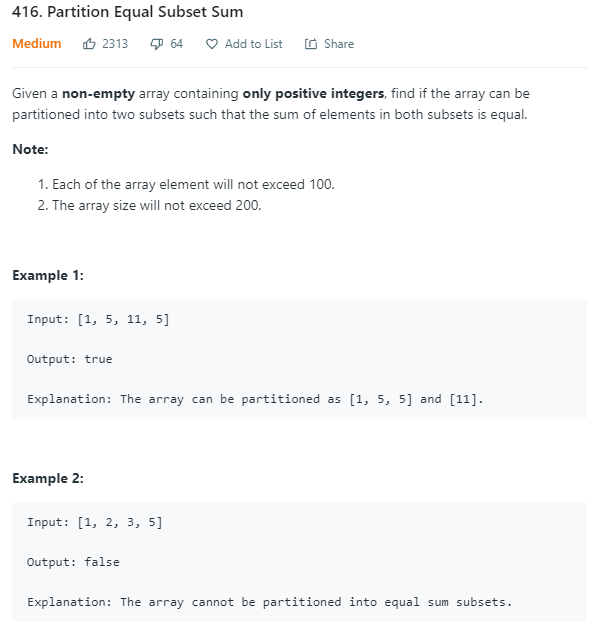 416. Partition Equal Subset Sum
Medium 2313 64 Add to List Share
Given a non-empty array containing only positive integers, find if the array can be
partitioned into two subsets such that the sum of elements in both subsets is equal.
Note:
1. Each of the array element will not exceed 100.
2. The array size will not exceed 200.
Example 1:
Input: [1, 5, 11, 5]
Output: true
Explanation: The array can be partitioned as [1, 5, 5] and [11].
Example 2:
Input: [1, 2, 3, 5]
Output: false
Explanation: The array cannot be partitioned into equal sum subsets.